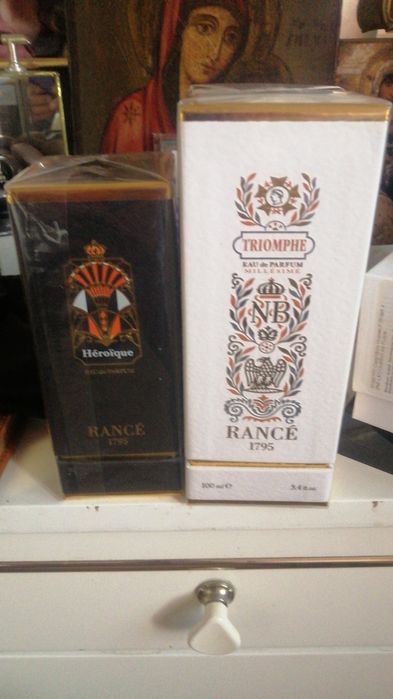 Héroïque
EAU de PARFUM
RANCÉ
1795
TRIOMPHE
EAU de PARFUM
MILLÉSIME
NB
RANCÉ
1795
100 ml ℮
3.4 fl.oz.